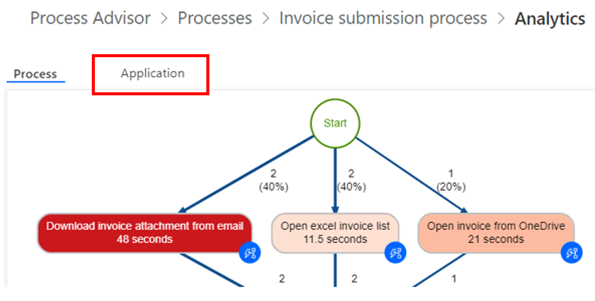 Process Advisor > Processes > Invoice submission process > Analytics
Process Application
Start
2 2 1
(40%) (40%) (20%)
Download invoice attachment from email Open excel invoice list Open invoice from OneDrive
48 seconds 11.5 seconds 21 seconds
2 2 1